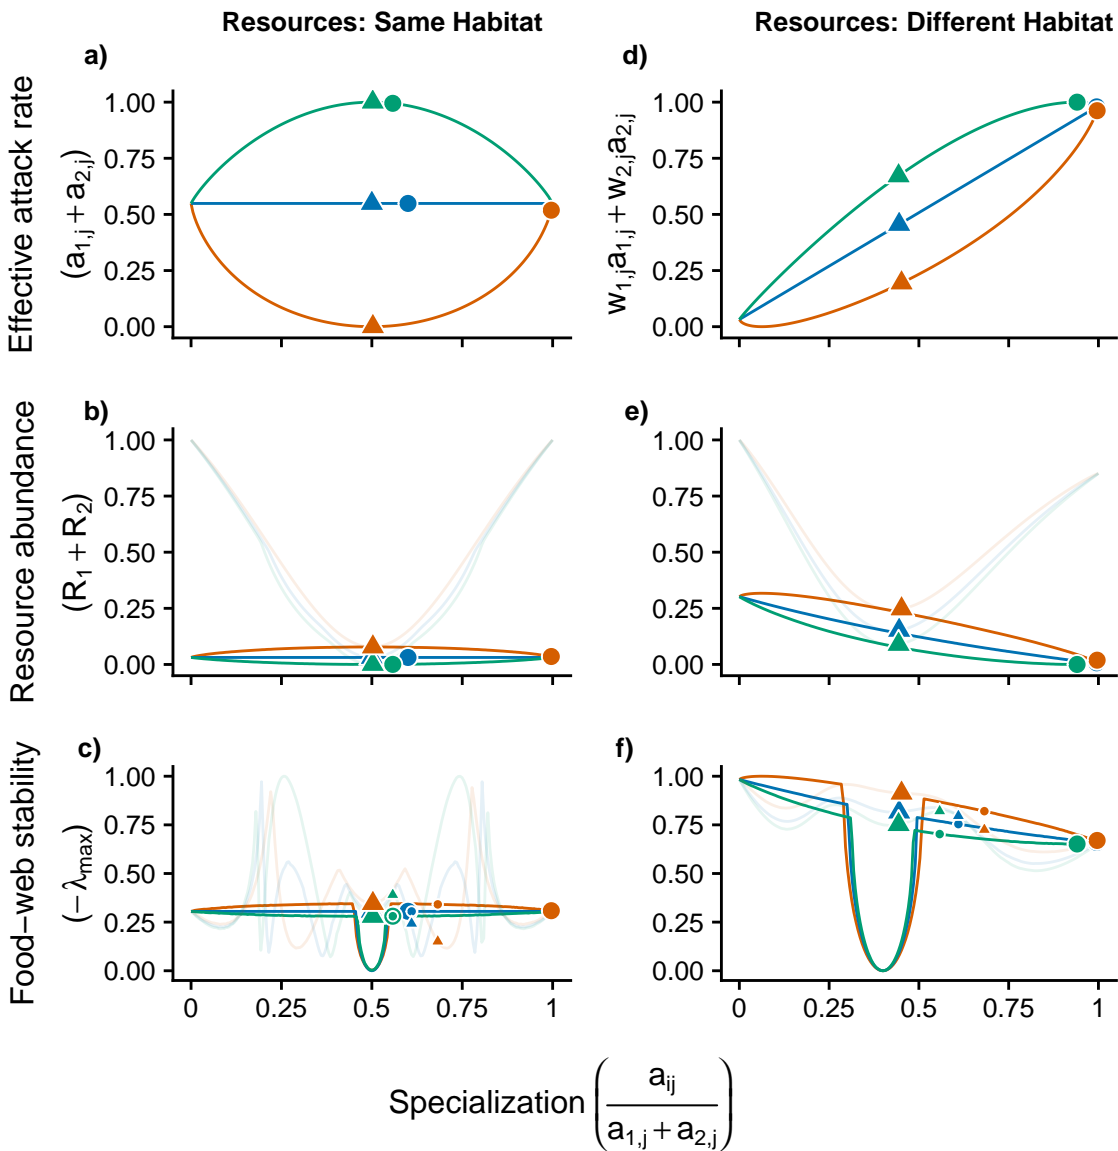 Resources: Same Habitat
Resources: Different Habitat
a)
d)
Effective attack rate
(a1,j + a2,j)
1.00
0.75
0.50
0.25
0.00
w1,ja1,j + w2,ja2,j
1.00
0.75
0.50
0.25
0.00
b)
e)
Resource abundance
(R1 + R2)
1.00
0.75
0.50
0.25
0.00
1.00
0.75
0.50
0.25
0.00
c)
f)
Food−web stability
(− λmax)
1.00
0.75
0.50
0.25
0.00
1.00
0.75
0.50
0.25
0.00
0 0.25 0.5 0.75 1
0 0.25 0.5 0.75 1
Specialization (aij / a1,j + a2,j)